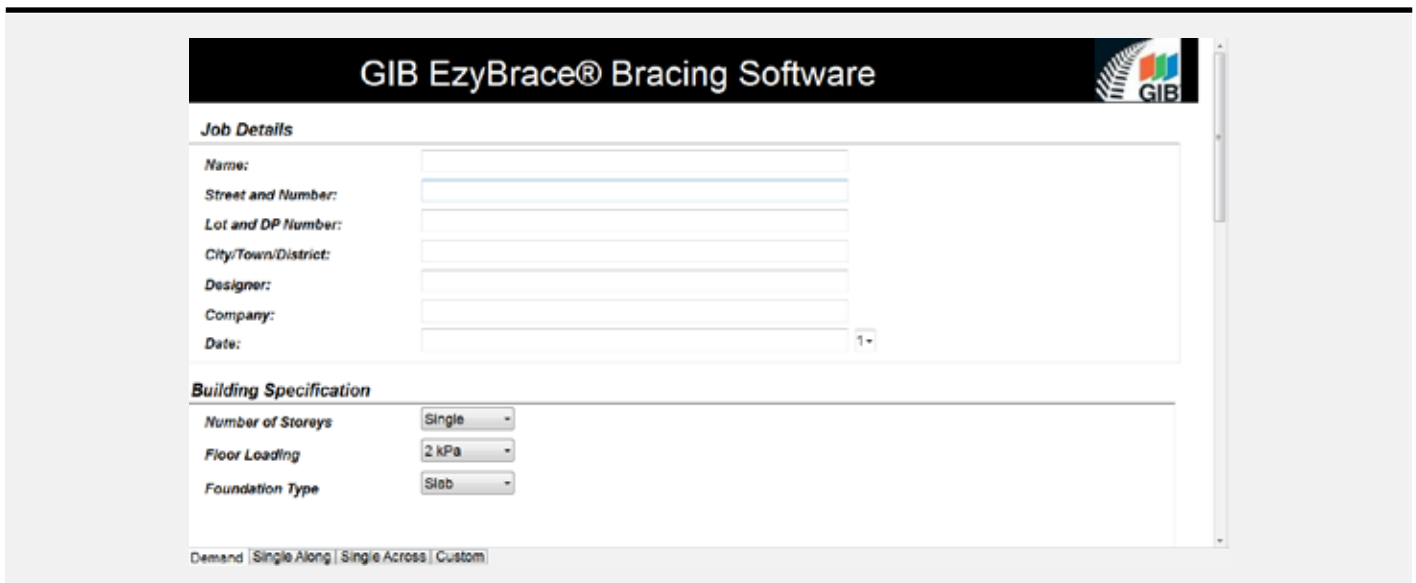 GIB EzyBrace® Bracing Software
GIB
Job Details
Name:
Street and Number:
Lot and DP Number:
City/Town/District:
Designer:
Company:
Date:
1
Building Specification
Number of Storeys Single
Floor Loading 2 kPa
Foundation Type Slab
Demand Single Along Single Across Custom